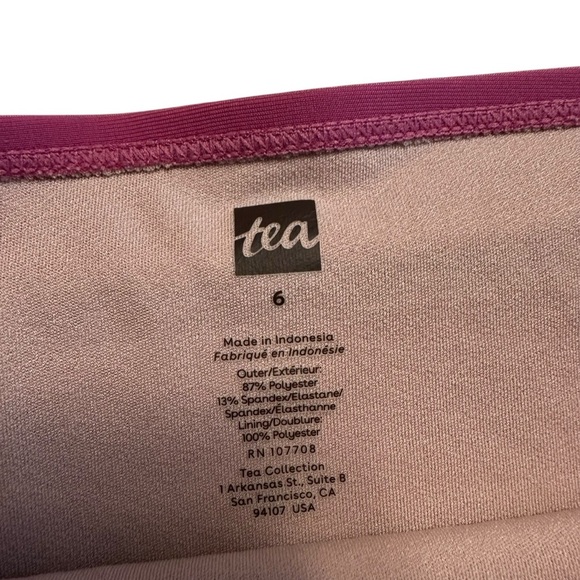 tea
6
Made in Indonesia
Fabriqué en Indonésie
Outer/Extérieur:
87% Polyester
13% Spandex/Elastane/
Spandex/Élasthanne
Lining/Doublure:
100% Polyester
RN 107708
Tea Collection
1 Arkansas St., Suite B
San Francisco, CA
94107 USA